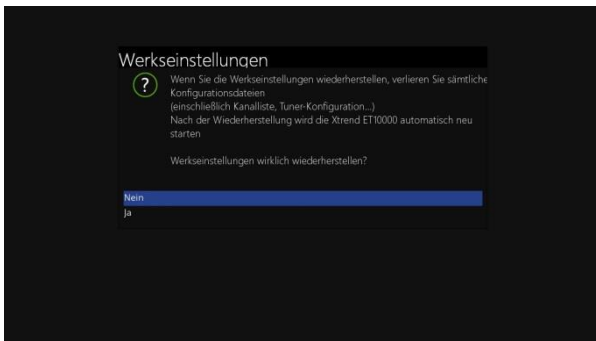 Werkseinstellungen
Wenn Sie die Werkseinstellungen wiederherstellen, verlieren Sie sämtliche
Konfigurationsdateien
(einschließlich Kanalliste, Tuner-Konfiguration...)
Nach der Wiederherstellung wird die Xtrend ET10000 automatisch neu
starten
Werkseinstellungen wirklich wiederherstellen?
Nein
Ja